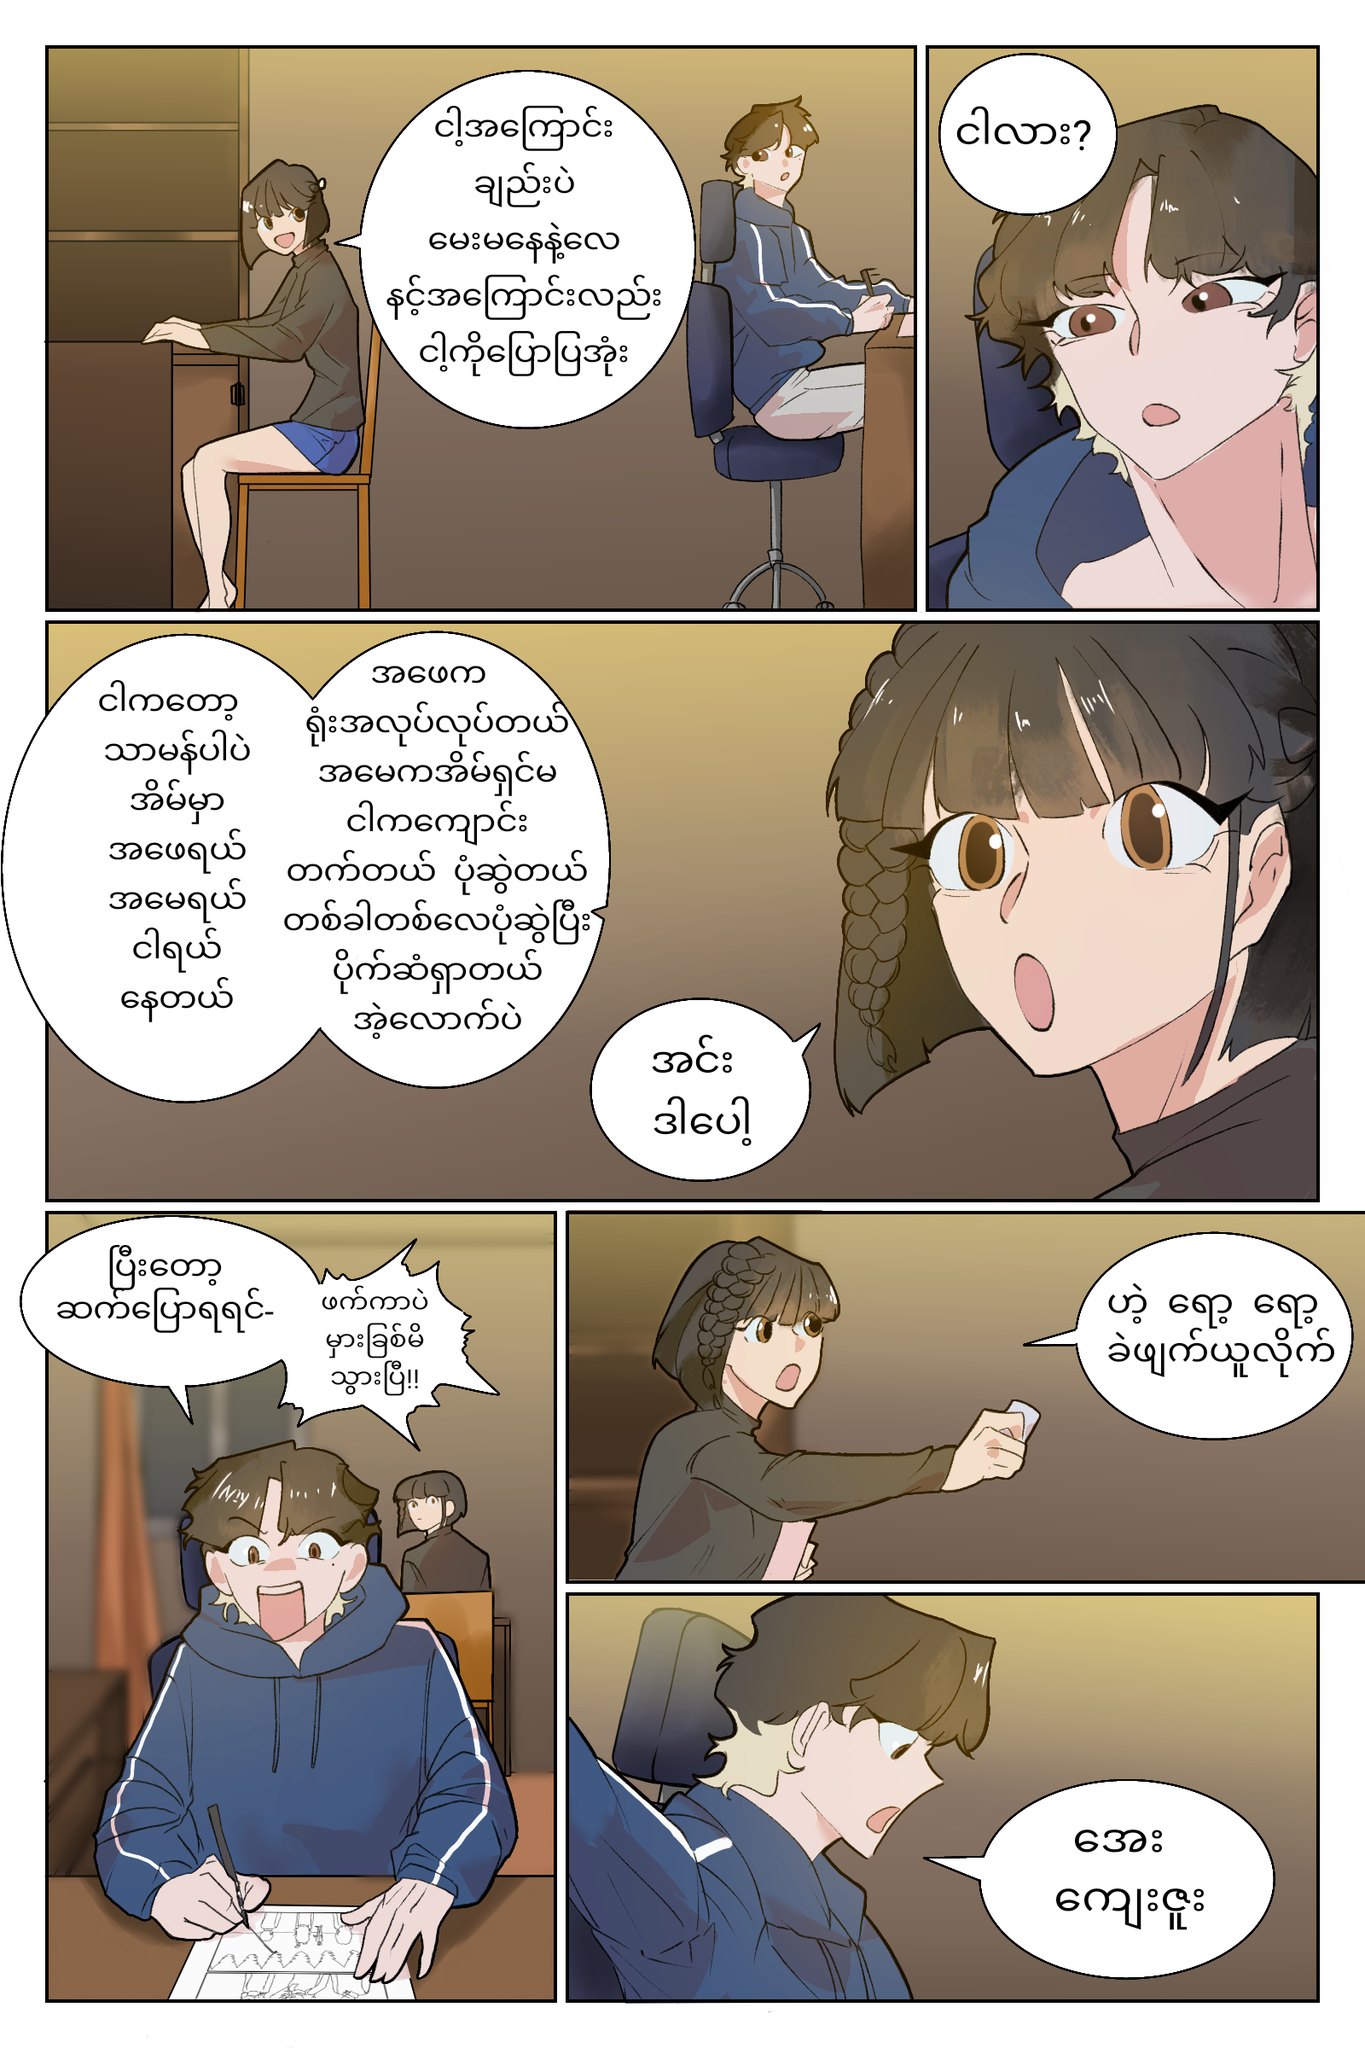 ငါ့အကြောင်း
ချည်းပဲ
မေးမနေနဲ့လေ
နင့်အကြောင်းလည်း
ငါ့ကိုပြောပြအုံး
ငါလား?
ငါကတော့
သာမန်ပါပဲ
အိမ်မှာ
အဖေရယ်
အမေရယ်
ငါရယ်
နေတယ်
အဖေက
ရုံးအလုပ်လုပ်တယ်
အမေကအိမ်ရှင်မ
ငါကကျောင်း
တက်တယ် ပုံဆွဲတယ်
တစ်ခါတစ်လေပုံဆွဲပြီး
ပိုက်ဆံရှာတယ်
အဲ့လောက်ပဲ
အင်း
ဒါပေါ့
ပြီးတော့
ဆက်ပြောရရင်-
ဖက်ကာပဲ
မှားခြစ်မိ
သွားပြီ!!
ဟဲ့ ရော့ ရော့
ခဲဖျက်ယူလိုက်
အေး
ကျေးဇူး